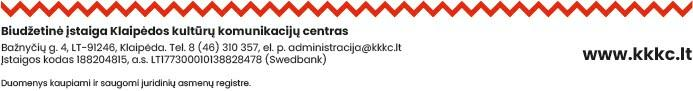 Biudžetinė įstaiga Klaipėdos kultūrų komunikacijų centras
Bažnyčių g. 4, LT-91246, Klaipėda. Tel. 8 (46) 310 357, el. p. administracija@kkkc.lt
Įstaigos kodas 188204815, a.s. LT177300010138828478 (Swedbank)
www.kkkc.lt
Duomenys kaupiami ir saugomi juridinių asmenų registre.